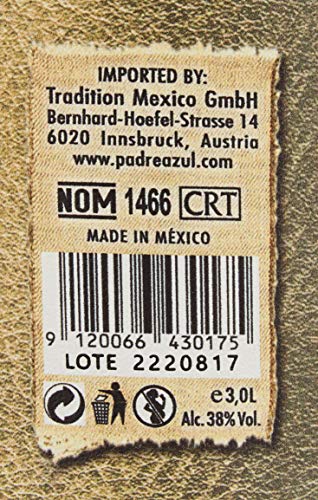 IMPORTED BY:
Tradition Mexico GmbH
Bernhard-Hoefel-Strasse 14
6020 Innsbruck, Austria
www.padreazul.com
NOM 1466 CRT
MADE IN MÉXICO
9 120066 430175
LOTE 2220817
e 3,0L
Alc. 38% Vol.